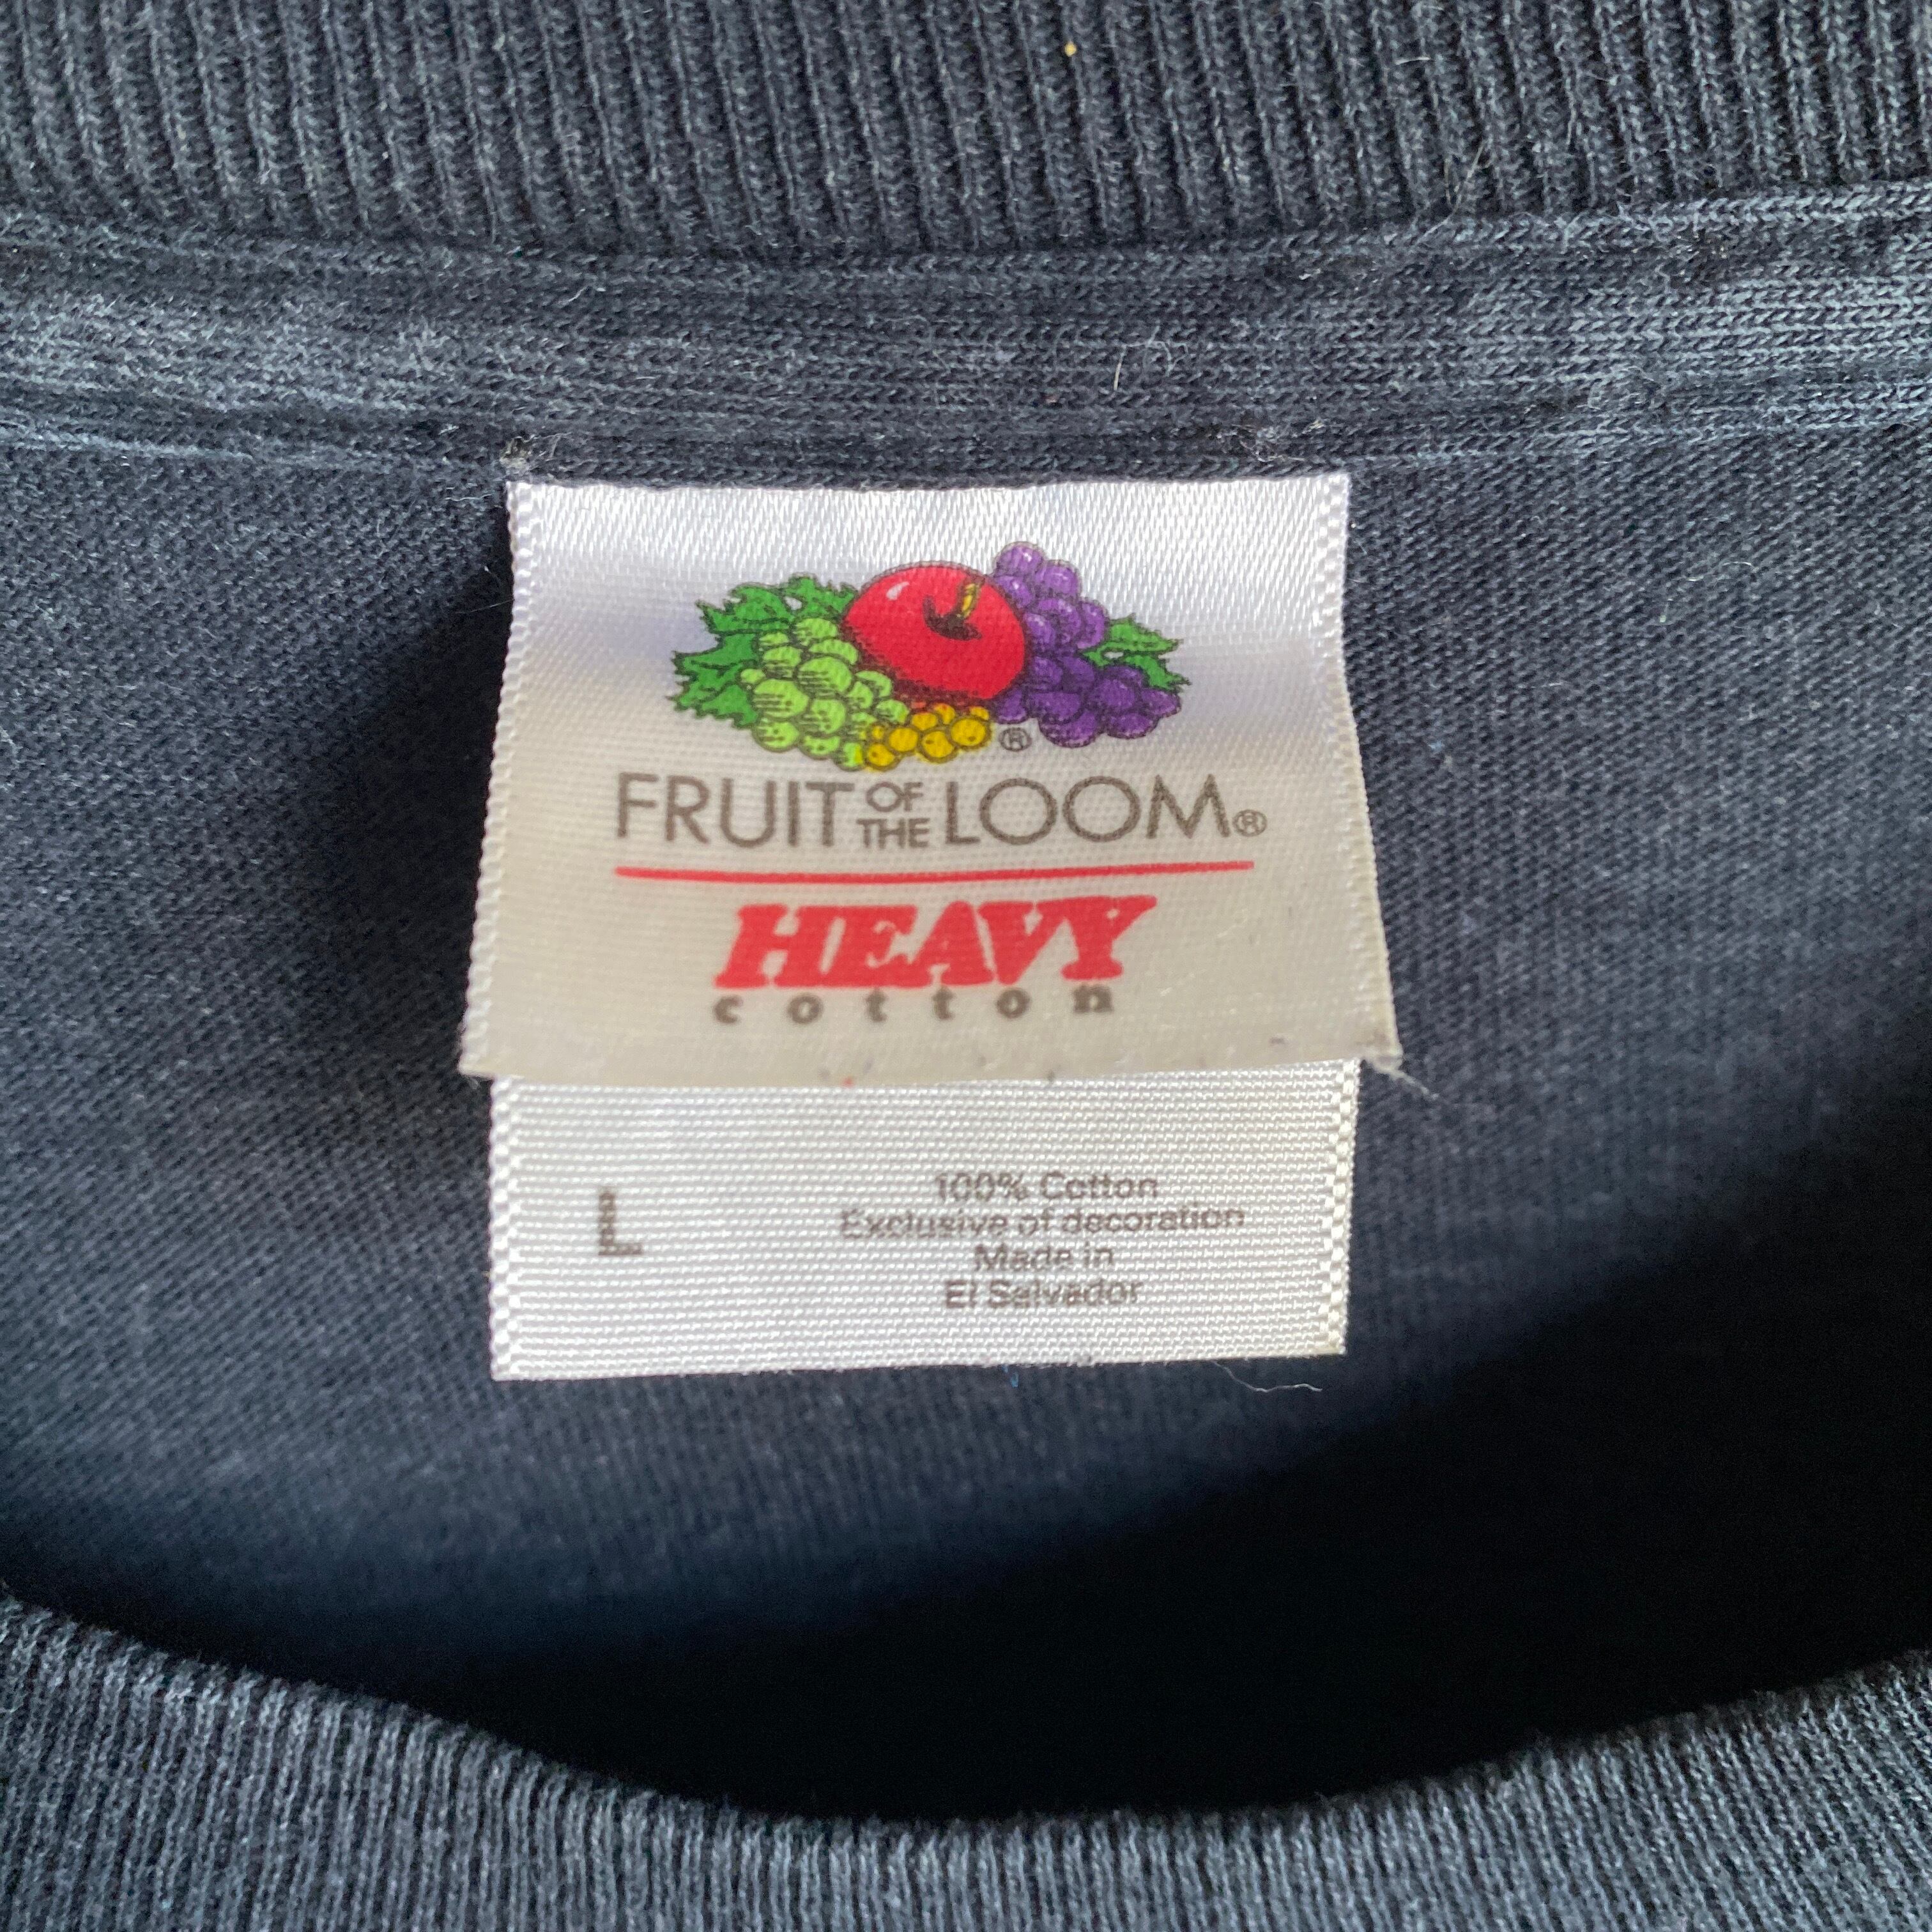 ®
FRUIT OF THE LOOM®
HEAVY
cotton
L
100% Cotton
Exclusive of decoration
Made in
El Salvador